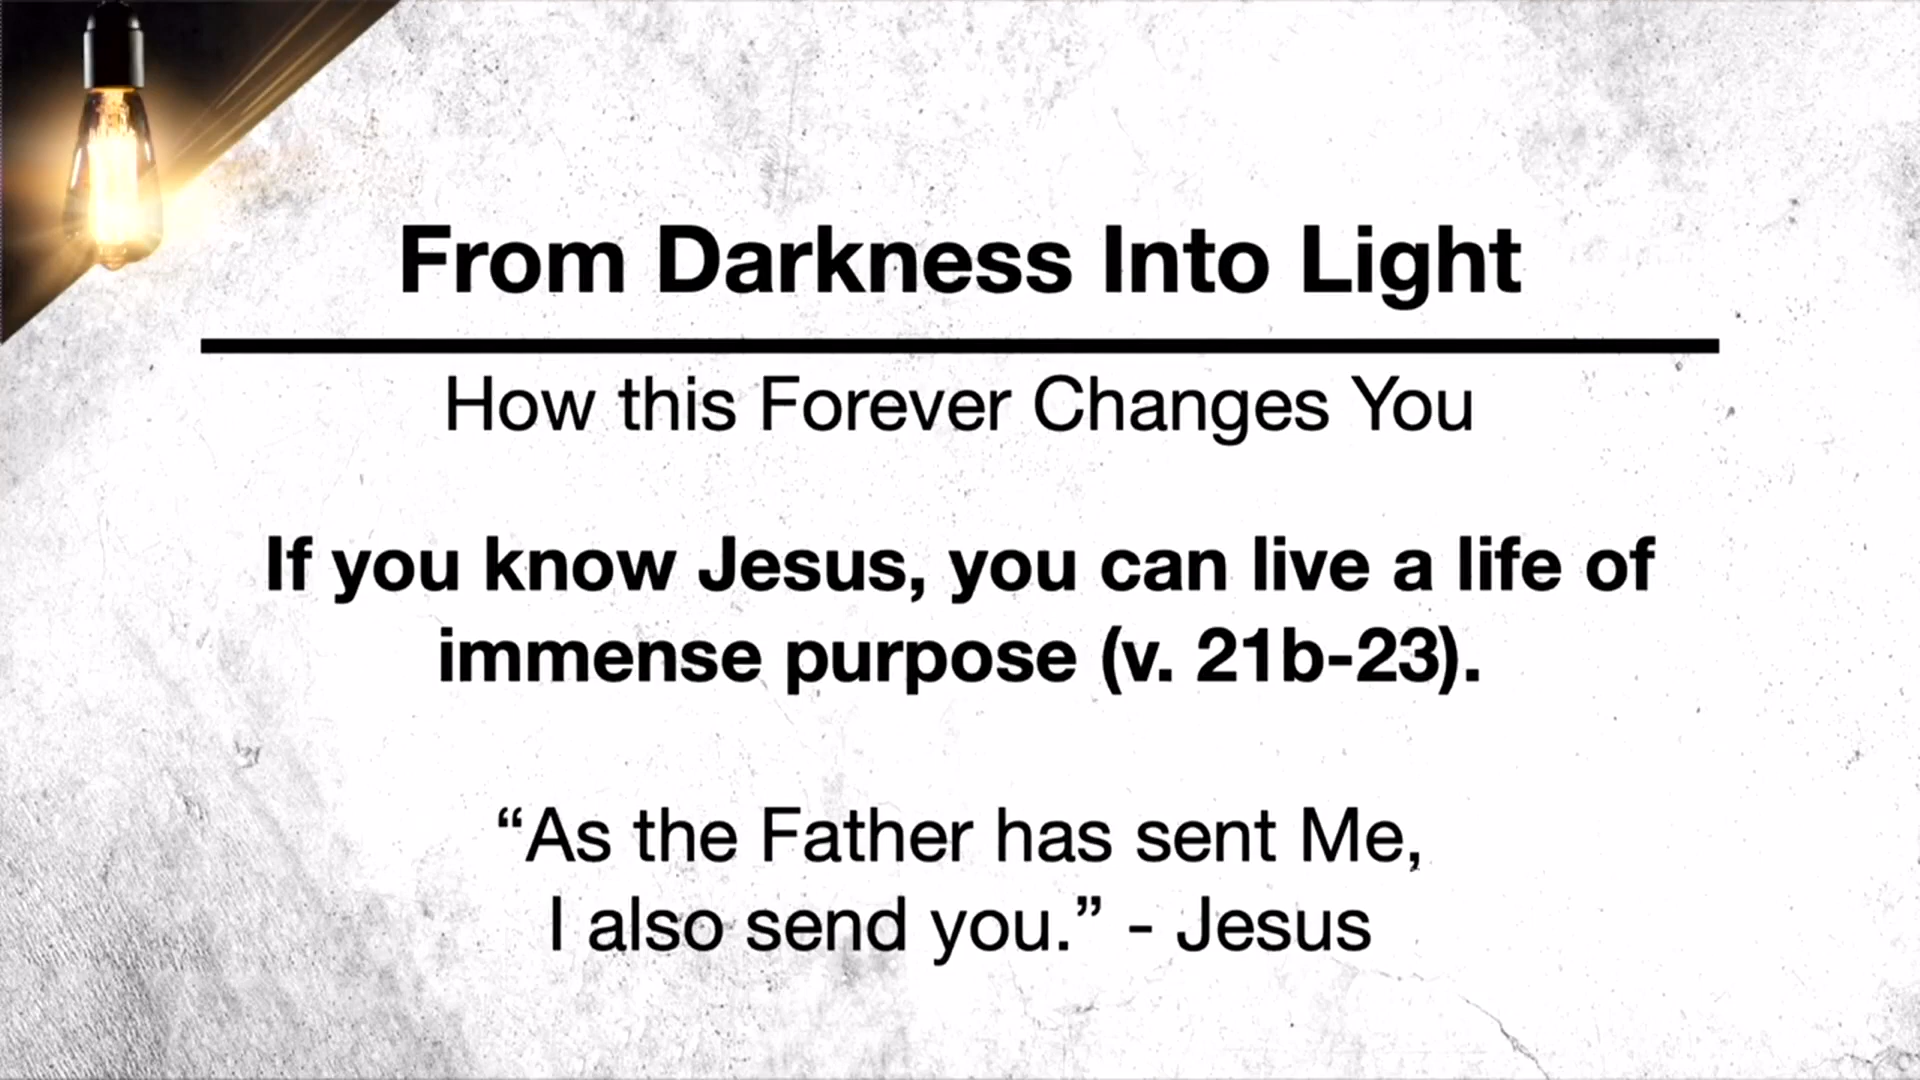 From Darkness Into Light
How this Forever Changes You
If you know Jesus, you can live a life of
immense purpose (v. 21b-23).
“As the Father has sent Me,
I also send you.” - Jesus